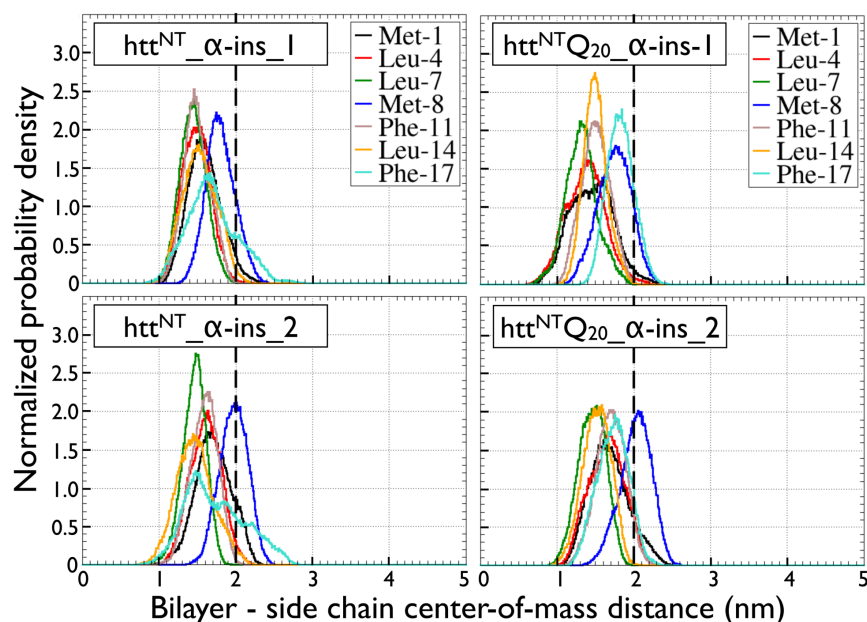 htt^NT_α-ins_1
Met-1
Leu-4
Leu-7
Met-8
Phe-11
Leu-14
Phe-17
3.0
2.5
2.0
1.5
1.0
0.5
0
htt^NTQ₂₀_α-ins-1
Met-1
Leu-4
Leu-7
Met-8
Phe-11
Leu-14
Phe-17
htt^NT_α-ins_2
3.0
2.5
2.0
1.5
1.0
0.5
0
0 1 2 3 4 5
htt^NTQ₂₀_α-ins_2
0 1 2 3 4 5
Normalized probability density
Bilayer - side chain center-of-mass distance (nm)